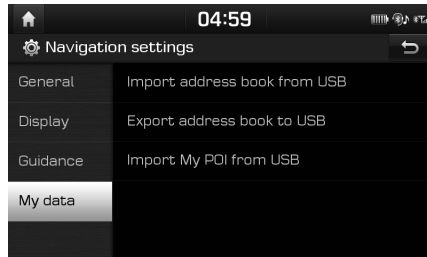 04:59
Navigation settings
General
Import address book from USB
Display
Export address book to USB
Guidance
Import My POI from USB
My data